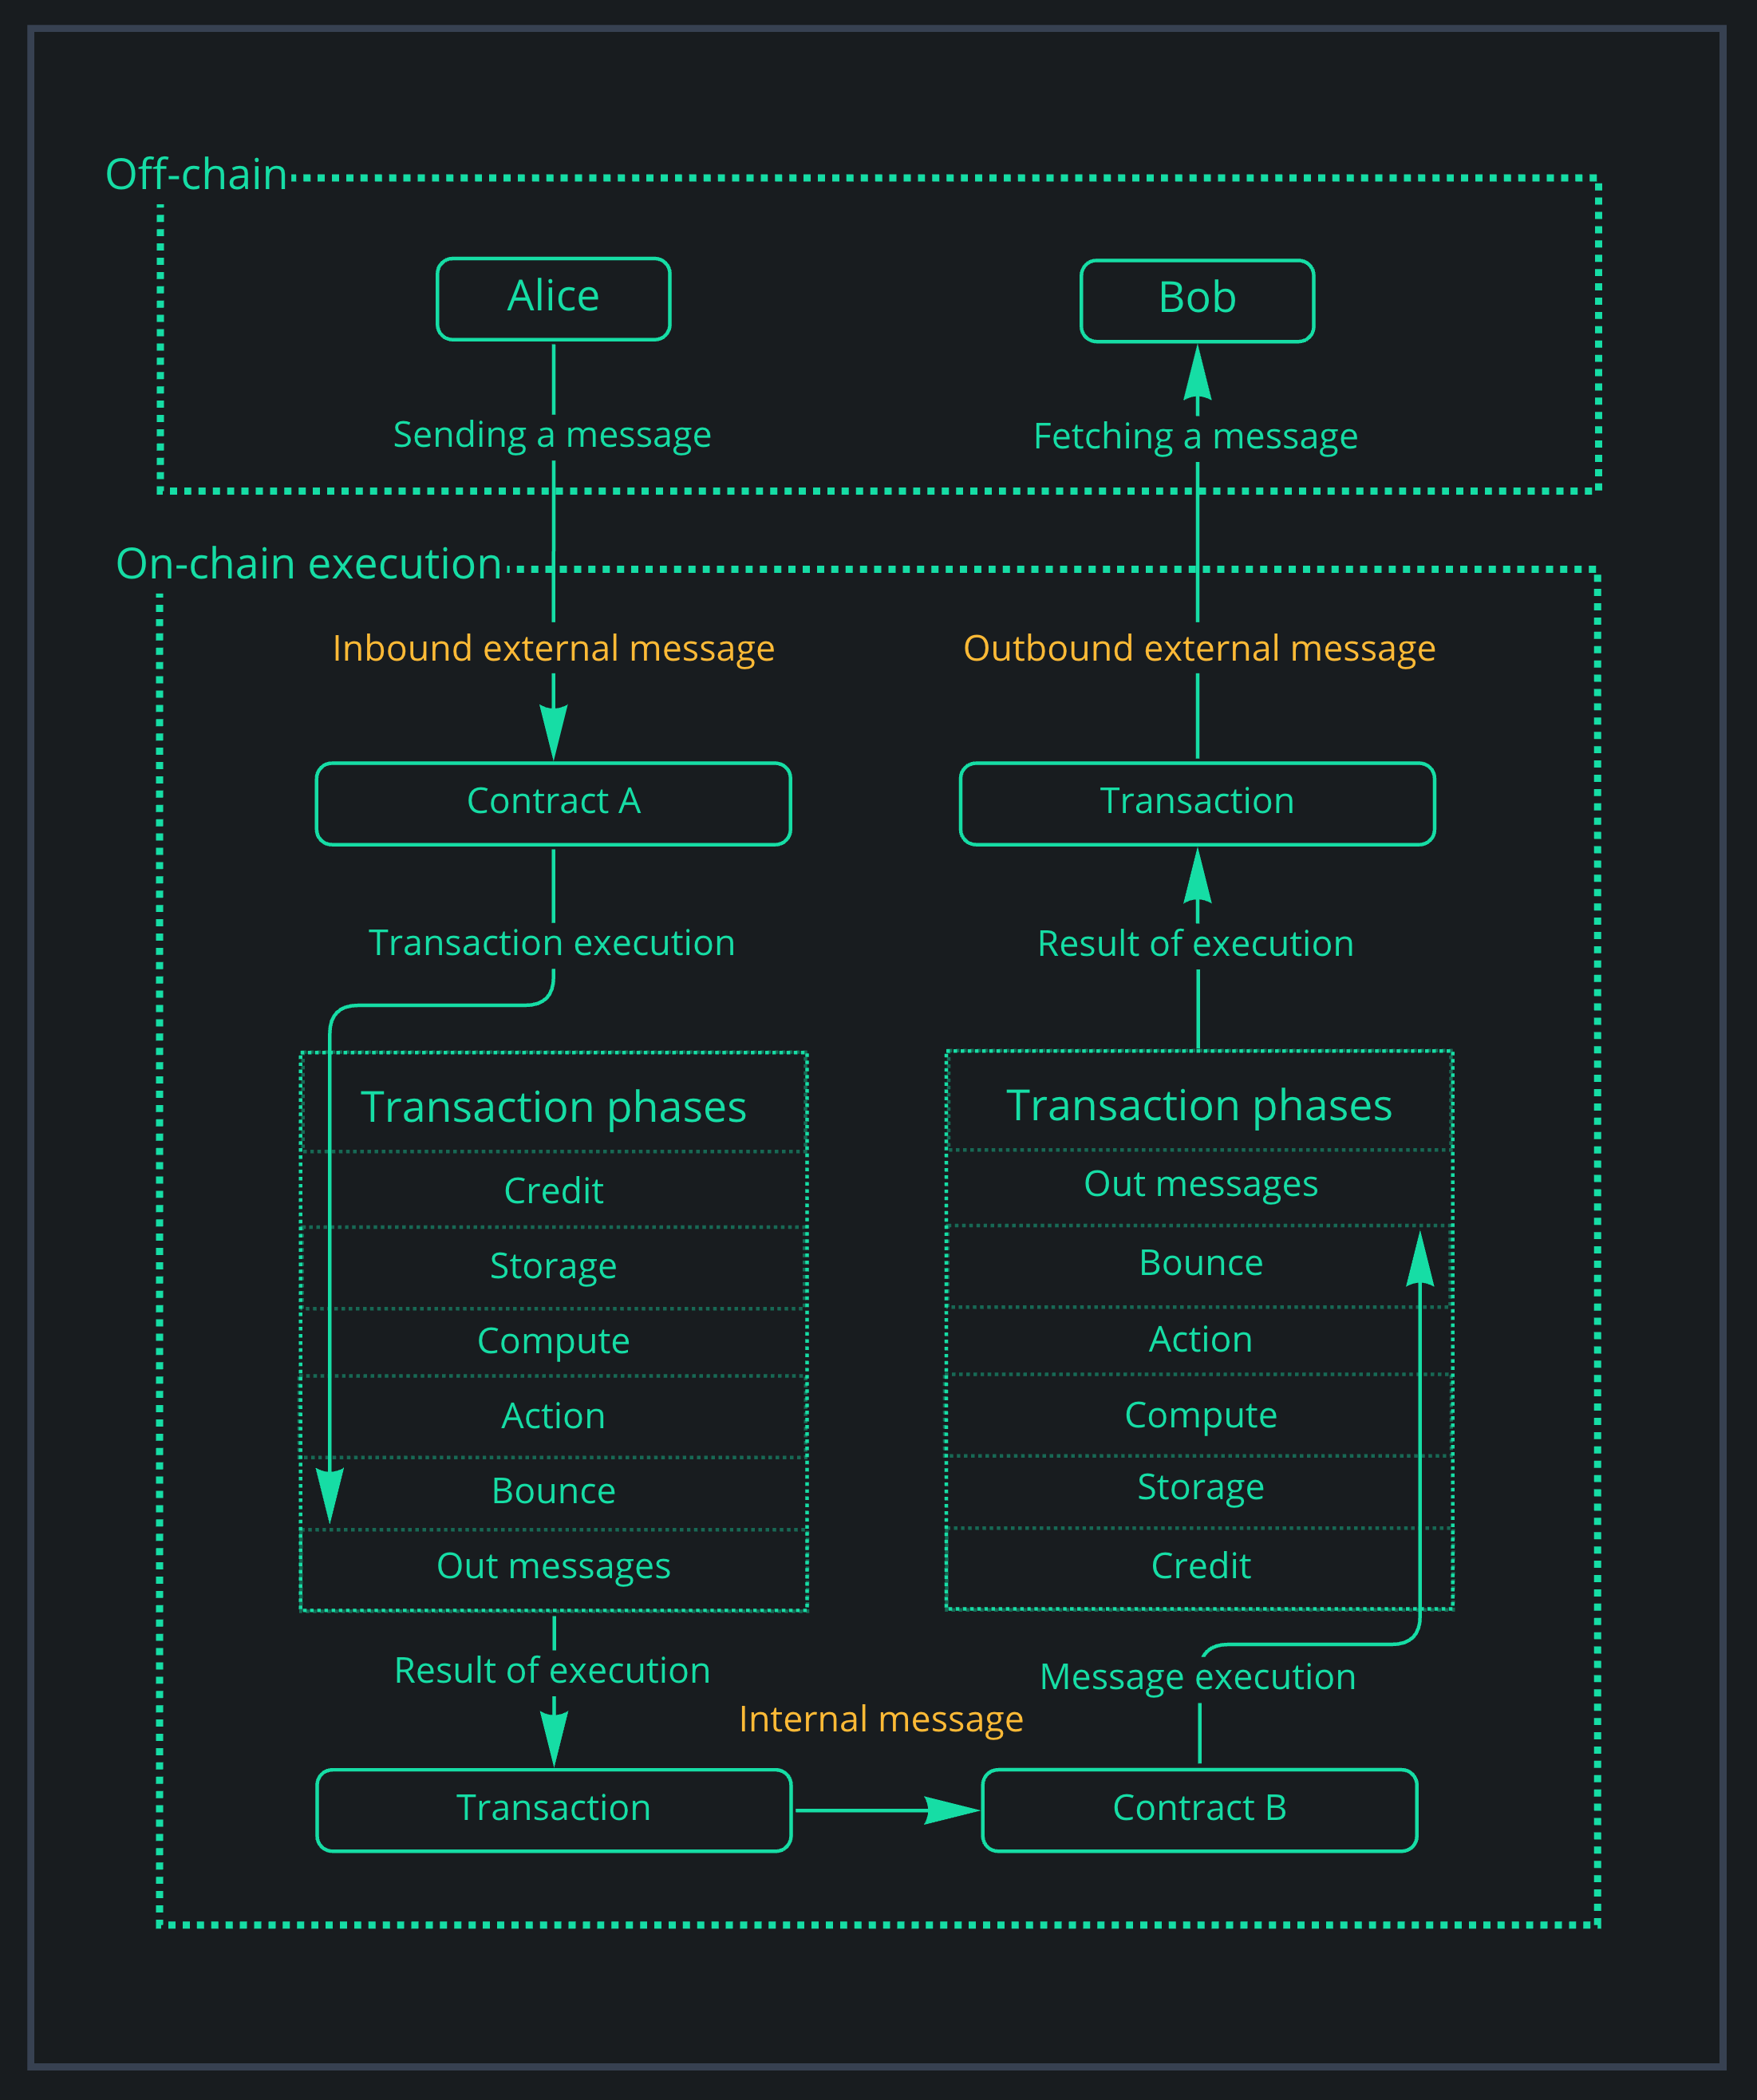 Off-chain
Alice
Bob
Sending a message
Fetching a message
On-chain execution
Inbound external message
Outbound external message
Contract A
Transaction
Transaction execution
Result of execution
Transaction phases
Credit
Storage
Compute
Action
Bounce
Out messages
Transaction phases
Out messages
Bounce
Action
Compute
Storage
Credit
Result of execution
Message execution
Internal message
Transaction
Contract B